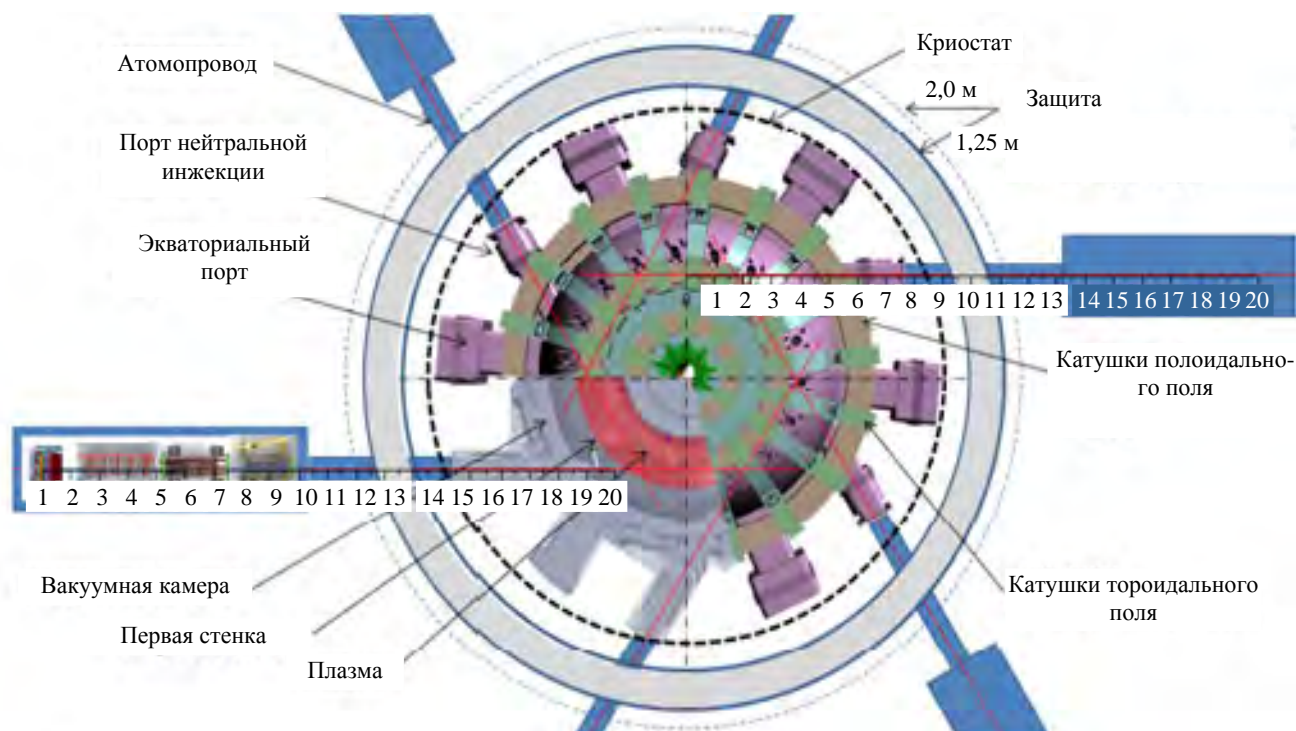 Атомопровод
Криостат
2,0 м
Защита
Порт нейтральной
инжекции
1,25 м
Экваториальный
порт
1 2 3 4 5 6 7 8 9 10 11 12 13 14 15 16 17 18 19 20
Катушки полоидально-
го поля
1 2 3 4 5 6 7 8 9 10 11 12 13 14 15 16 17 18 19 20
Вакуумная камера
Катушки тороидального
поля
Первая стенка
Плазма